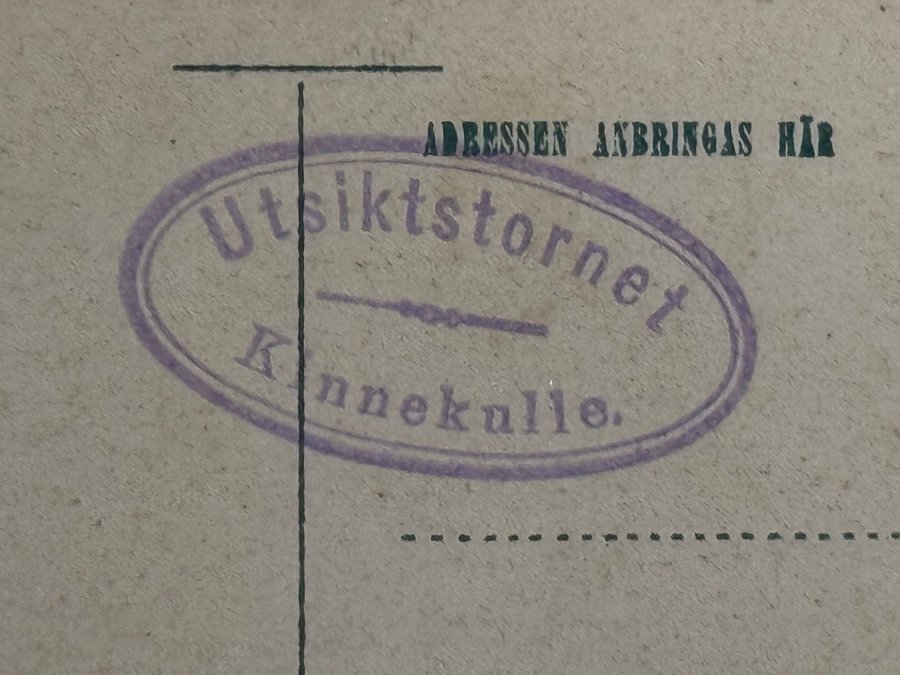 ADRESSEN ANBRINGAS HÄR
Utsiktstornet
Kinnekulle.